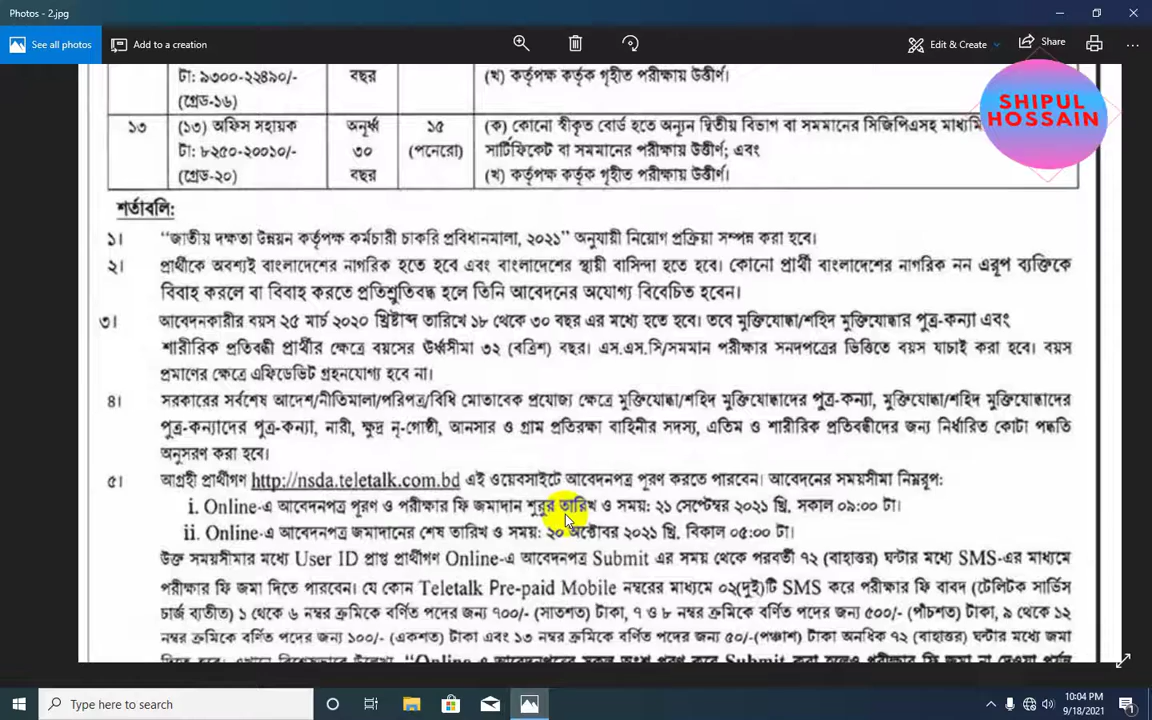 Photos - 2.jpg
See all photos
Add to a creation
Edit & Create
Share
SHIPUL
HOSSAIN
টা: ৯৩০০-২২৪৯০/-
(গ্রেড-১৬)
বছর
(খ) কর্তৃপক্ষ কর্তৃক গৃহীত পরীক্ষায় উত্তীর্ণ।
১৩
(১৩) অফিস সহায়ক
টা: ৮২৫০-২০০১০/-
(গ্রেড-২০)
অনূর্ধ্ব
৩০
বছর
১৫
(পনেরো)
(ক) কোনো স্বীকৃত বোর্ড হতে অন্যূন দ্বিতীয় বিভাগ বা সমমানের সিজিপিএসহ
সার্টিফিকেট বা সমমানের পরীক্ষায় উত্তীর্ণ; এবং
(খ) কর্তৃপক্ষ কর্তৃক গৃহীত পরীক্ষায় উত্তীর্ণ।
শর্তাবলি:
১। “জাতীয় দক্ষতা উন্নয়ন কর্তৃপক্ষ কর্মচারী চাকরি প্রবিধানমালা, ২০২১” অনুযায়ী নিয়োগ প্রক্রিয়া সম্পন্ন করা হবে।
২। প্রার্থীকে অবশ্যই বাংলাদেশের নাগরিক হতে হবে এবং বাংলাদেশের স্থায়ী বাসিন্দা হতে হবে। কোনো প্রার্থী বাংলাদেশের নাগরিক নন এরূপ ব্যক্তিকে
বিবাহ করলে বা বিবাহ করতে প্রতিশ্রুতিবদ্ধ হলে তিনি আবেদনের অযোগ্য বিবেচিত হবেন।
৩। আবেদনকারীর বয়স ২৫ মার্চ ২০২০ খ্রিষ্টাব্দ তারিখে ১৮ থেকে ৩০ বছর এর মধ্যে হতে হবে। তবে মুক্তিযোদ্ধা/শহিদ মুক্তিযোদ্ধার পুত্র-কন্যা এবং
শারীরিক প্রতিবন্ধী প্রার্থীর ক্ষেত্রে বয়সের ঊর্ধ্বসীমা ৩২ (বত্রিশ) বছর। এস.এস.সি/সমমান পরীক্ষার সনদপত্রের ভিত্তিতে বয়স যাচাই করা হবে। বয়স
প্রমাণের ক্ষেত্রে এফিডেভিট গ্রহনযোগ্য হবে না।
৪। সরকারের সর্বশেষ আদেশ/নীতিমালা/পরিপত্র/বিধি মোতাবেক প্রযোজ্য ক্ষেত্রে মুক্তিযোদ্ধা/শহিদ মুক্তিযোদ্ধাদের পুত্র-কন্যা, মুক্তিযোদ্ধা/শহিদ মুক্তিযোদ্ধাদের
পুত্র-কন্যাদের পুত্র-কন্যা, নারী, ক্ষুদ্র নৃ-গোষ্ঠী, আনসার ও গ্রাম প্রতিরক্ষা বাহিনীর সদস্য, এতিম ও শারীরিক প্রতিবন্ধীদের জন্য নির্ধারিত কোটা পদ্ধতি
অনুসরণ করা হবে।
৫। আগ্রহী প্রার্থীগণ http://nsda.teletalk.com.bd এই ওয়েবসাইটে আবেদনপত্র পূরণ করতে পারবেন। আবেদনের সময়সীমা নিম্নরূপ:
i. Online-এ আবেদনপত্র পূরণ ও পরীক্ষার ফি জমাদান শুরুর তারিখ ও সময়: ২১ সেপ্টেম্বর ২০২১ খ্রি. সকাল ০৯:০০ টা।
ii. Online-এ আবেদনপত্র জমাদানের শেষ তারিখ ও সময়: ২০ অক্টোবর ২০২১ খ্রি. বিকাল ০৫:০০ টা।
উক্ত সময়সীমার মধ্যে User ID প্রাপ্ত প্রার্থীগণ Online-এ আবেদনপত্র Submit এর সময় থেকে পরবর্তী ৭২ (বাহাত্তর) ঘন্টার মধ্যে SMS-এর মাধ্যমে
পরীক্ষার ফি জমা দিতে পারবেন। যে কোন Teletalk Pre-paid Mobile নম্বরের মাধ্যমে ০২(দুই)টি SMS করে পরীক্ষার ফি বাবদ (টেলিটক সার্ভিস
চার্জ ব্যতীত) ১ থেকে ৬ নম্বর ক্রমিকে বর্ণিত পদের জন্য ৭০০/- (সাতশত) টাকা, ৭ ও ৮ নম্বর ক্রমিকে বর্ণিত পদের জন্য ৫০০/- (পাঁচশত) টাকা, ৯ থেকে ১২
নম্বর ক্রমিকে বর্ণিত পদের জন্য ১০০/- (একশত) টাকা এবং ১৩ নম্বর ক্রমিকে বর্ণিত পদের জন্য ৫০/-(পঞ্চাশ) টাকা অনধিক ৭২ (বাহাত্তর) ঘন্টার মধ্যে জমা
Type here to search
10:04 PM
9/18/2021